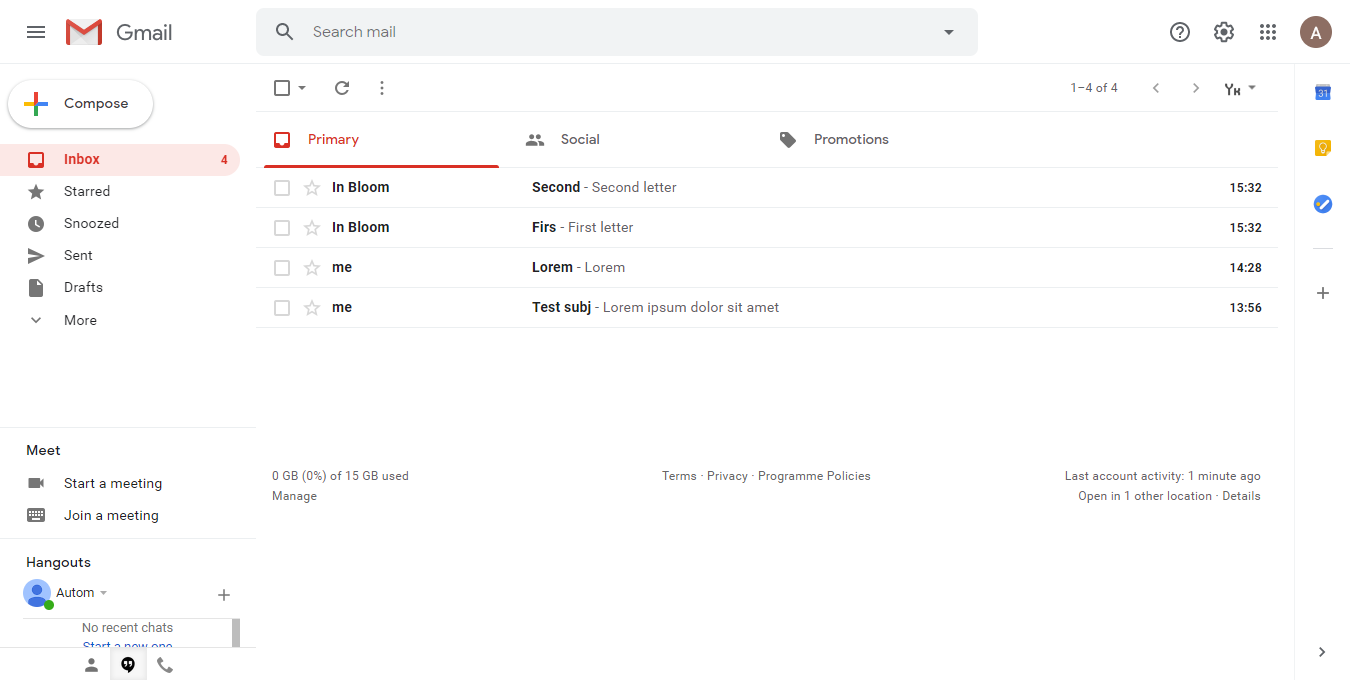 Gmail
Search mail
A
Compose
1–4 of 4
31
Primary
Social
Promotions
Inbox 4
Starred
Snoozed
Sent
Drafts
More
In Bloom Second - Second letter 15:32
In Bloom Firs - First letter 15:32
me Lorem - Lorem 14:28
me Test subj - Lorem ipsum dolor sit amet 13:56
Meet
Start a meeting
Join a meeting
Hangouts
Autom
No recent chats
Start a new one
0 GB (0%) of 15 GB used
Manage
Terms · Privacy · Programme Policies
Last account activity: 1 minute ago
Open in 1 other location · Details